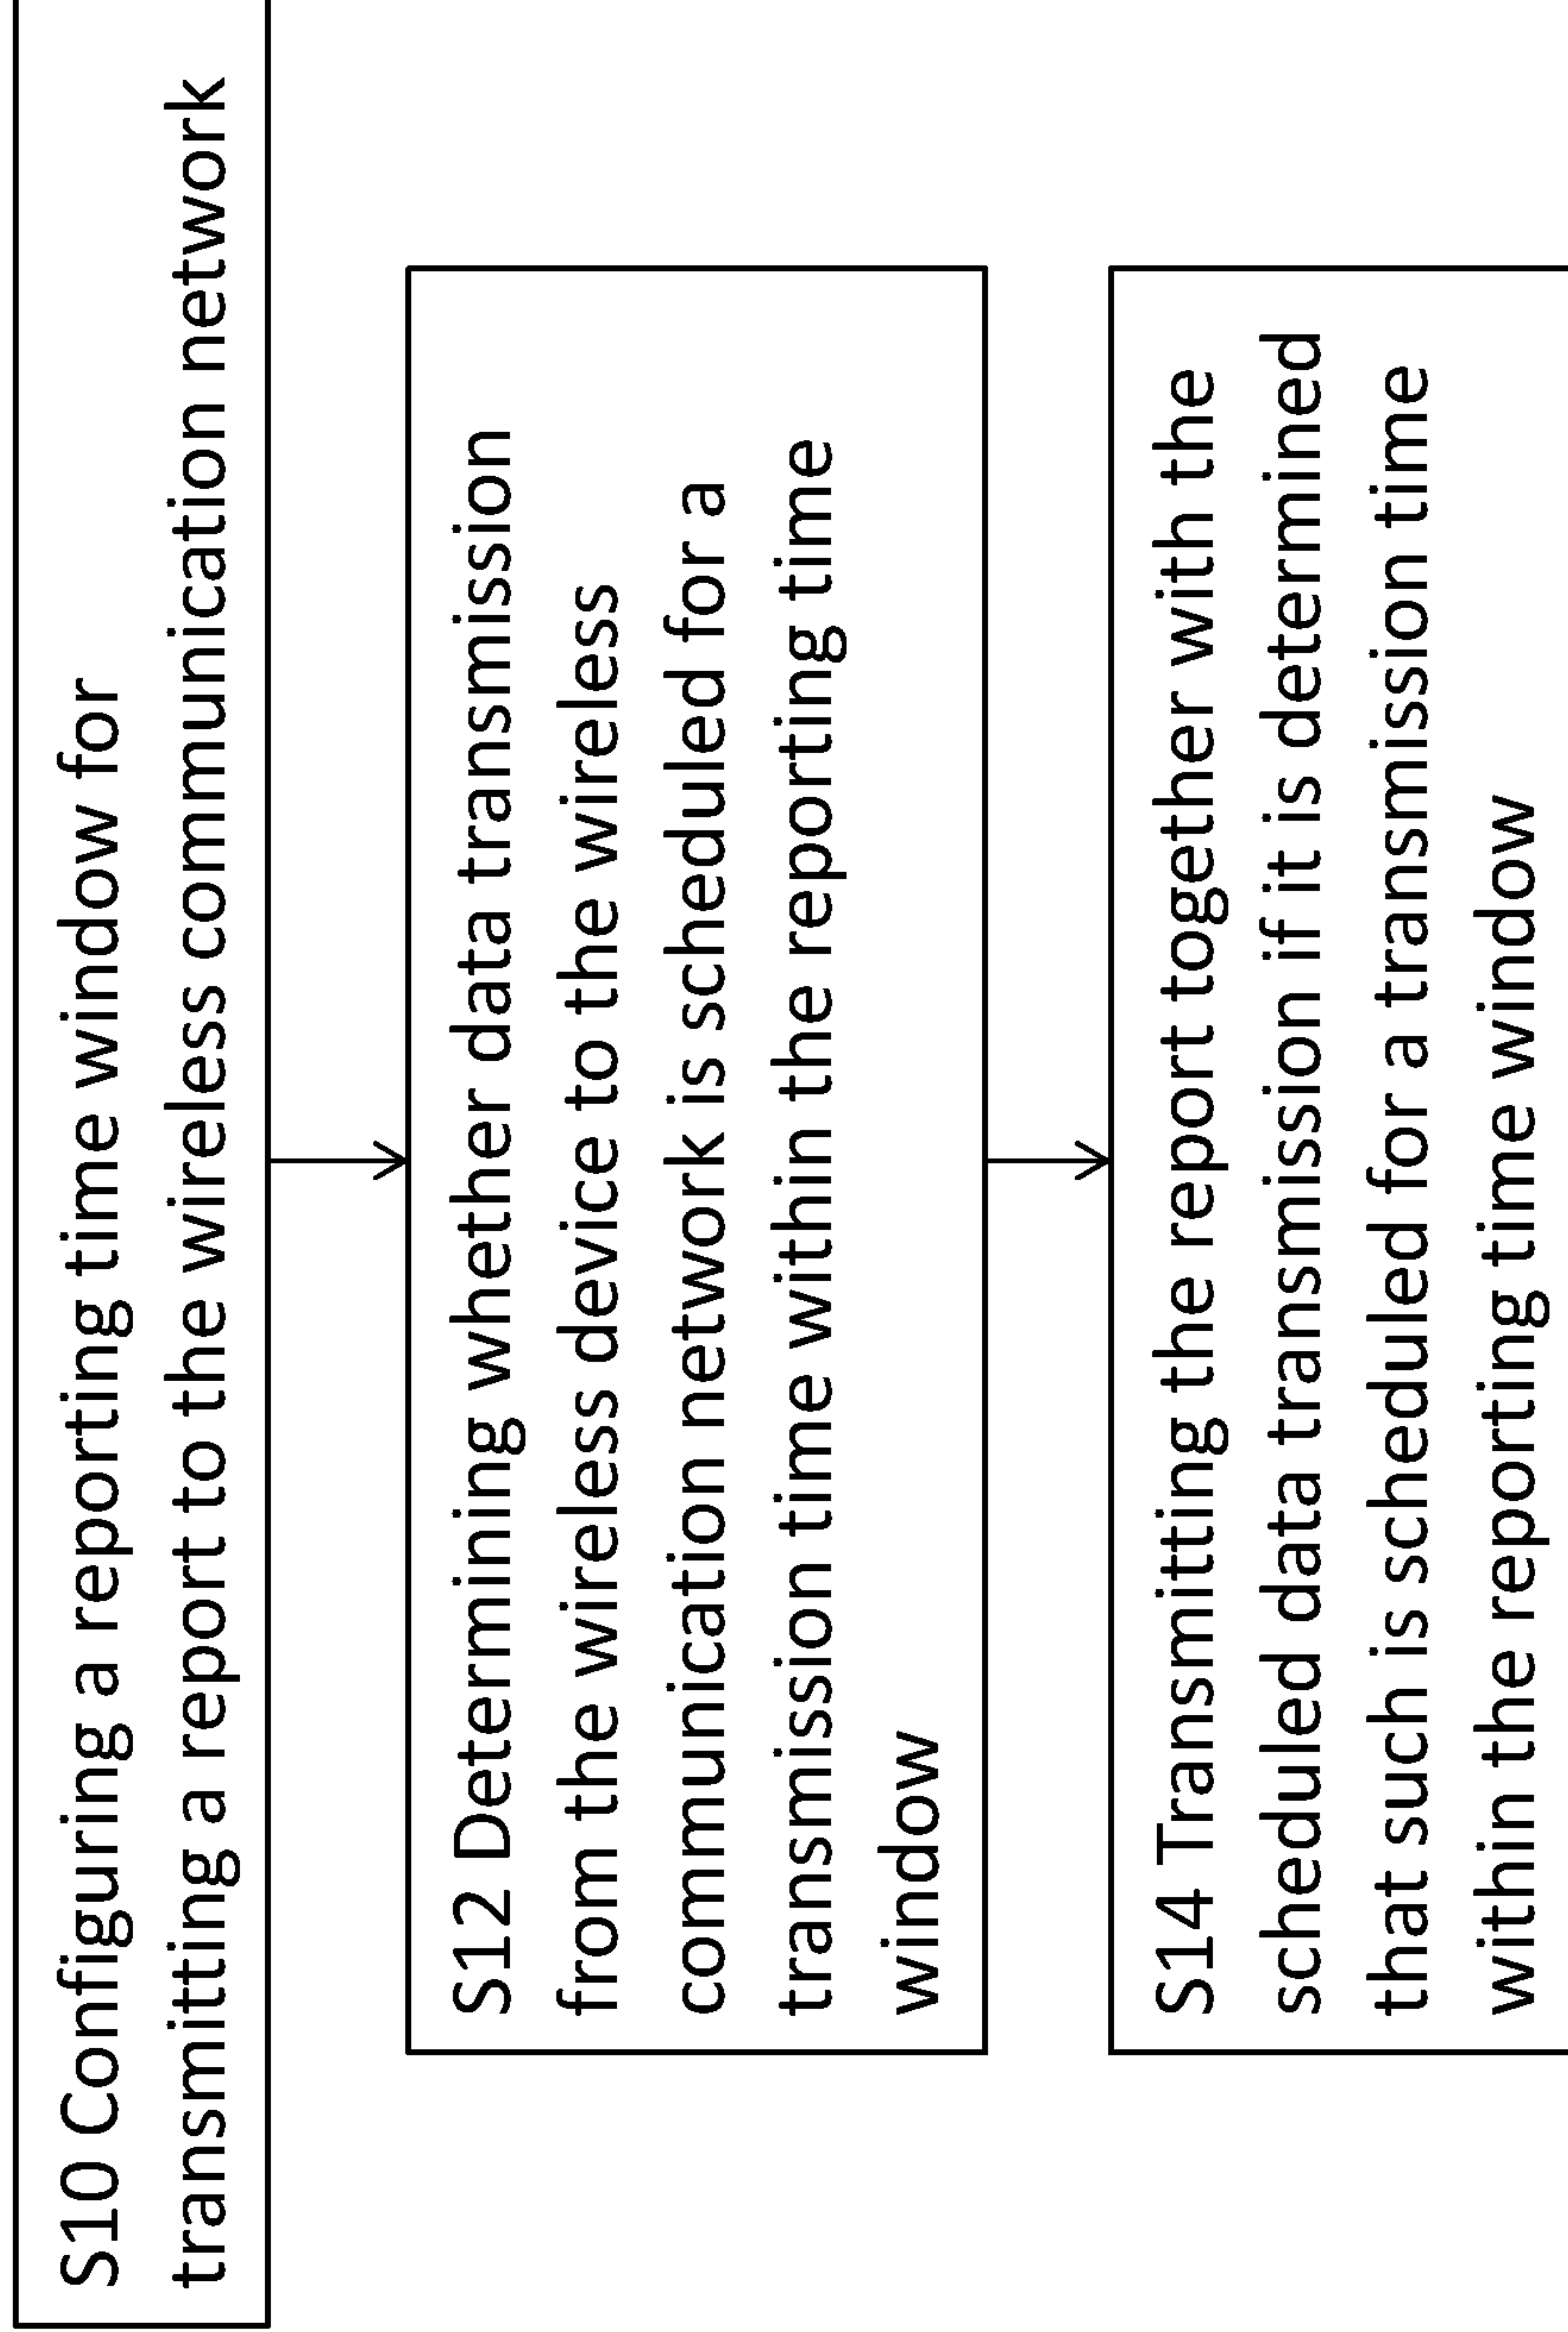 S10 Configuring a reporting time window for
transmitting a report to the wireless communication network
S12 Determining whether data transmission
from the wireless device to the wireless
communication network is scheduled for a
transmission time within the reporting time
window
S14 Transmitting the report together with the
scheduled data transmission if it is determined
that such is scheduled for a transmission time
within the reporting time window